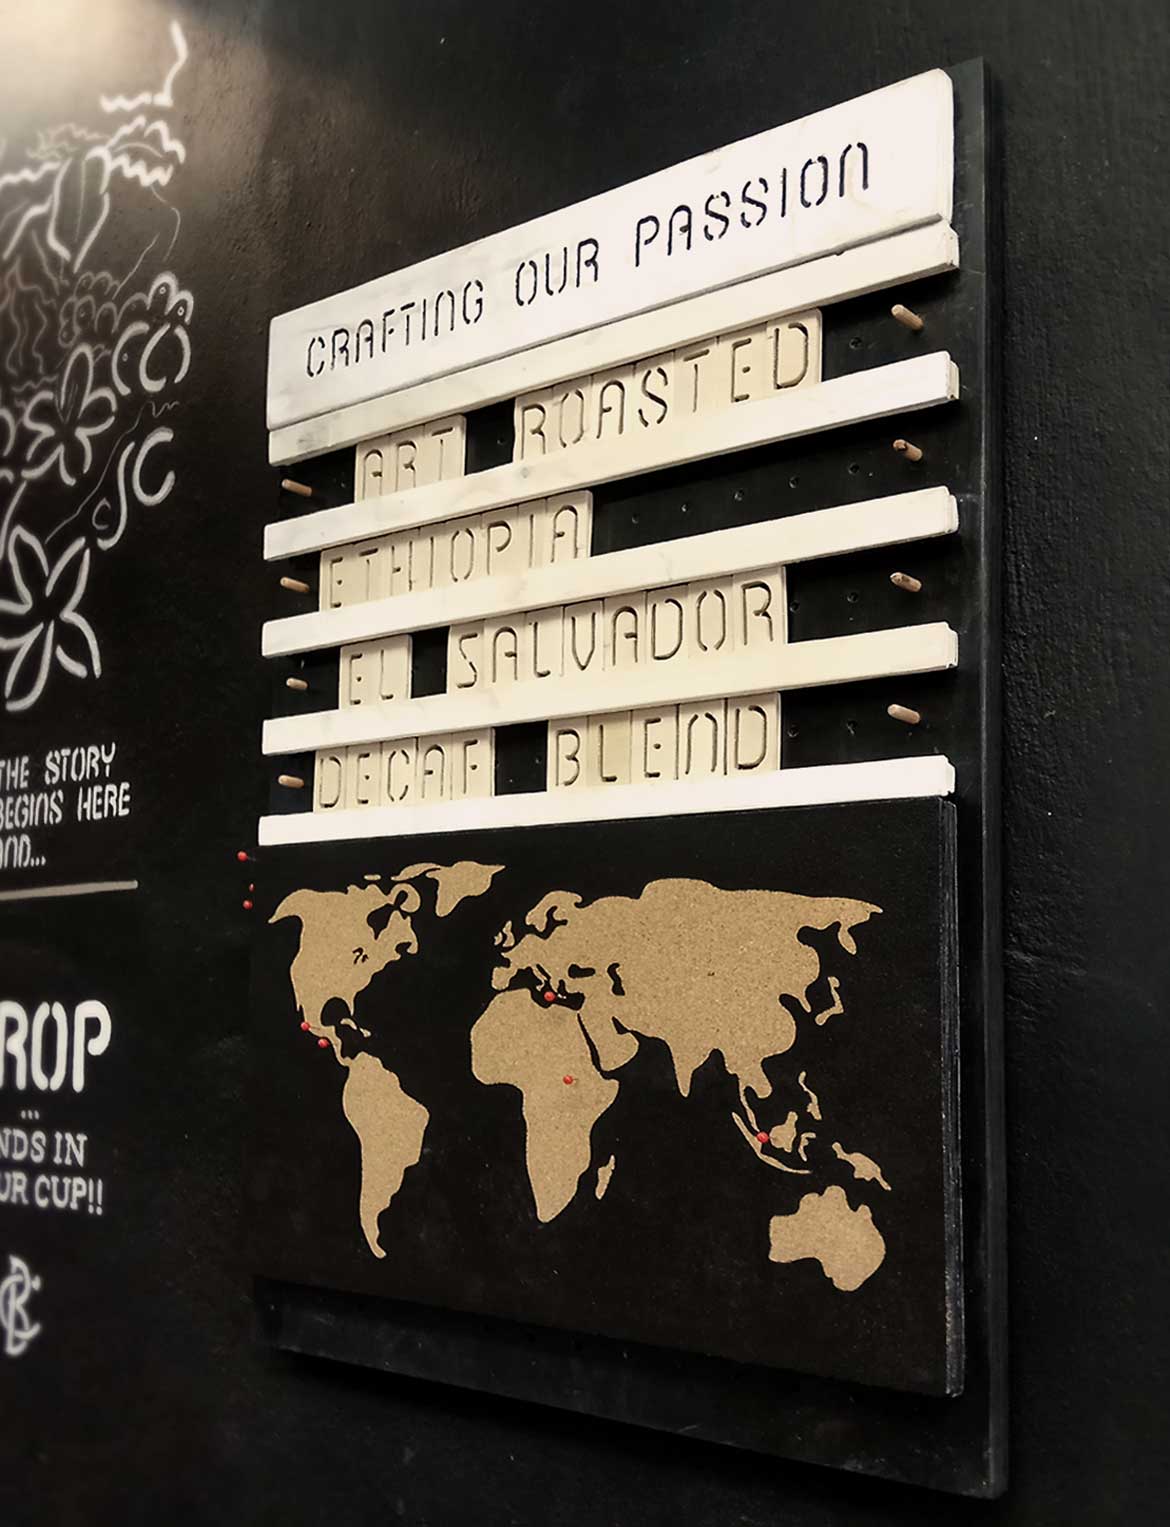 CRAFTING OUR PASSION
ART ROASTED
ETHIOPIA
EL SALVADOR
DECAF BLEND
THE STORY
BEGINS HERE
AND...
ROP
...
NDS IN
UR CUP!!